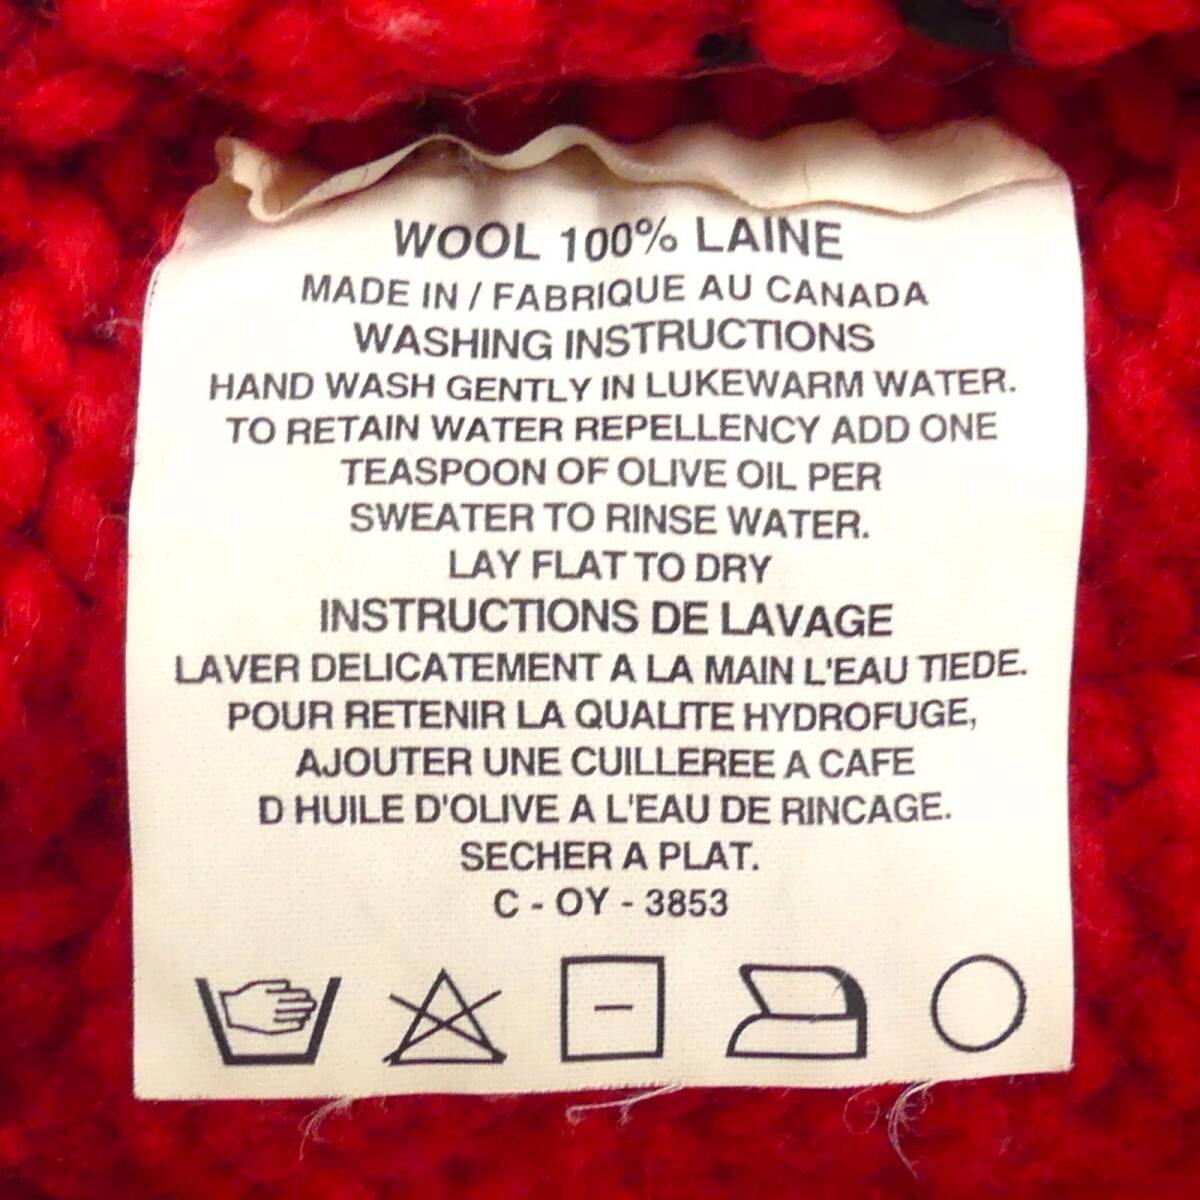 WOOL 100% LAINE
MADE IN / FABRIQUE AU CANADA
WASHING INSTRUCTIONS
HAND WASH GENTLY IN LUKEWARM WATER.
TO RETAIN WATER REPELLENCY ADD ONE
TEASPOON OF OLIVE OIL PER
SWEATER TO RINSE WATER.
LAY FLAT TO DRY
INSTRUCTIONS DE LAVAGE
LAVER DELICATEMENT A LA MAIN L'EAU TIEDE.
POUR RETENIR LA QUALITE HYDROFUGE,
AJOUTER UNE CUILLEREE A CAFE
D HUILE D'OLIVE A L'EAU DE RINCAGE.
SECHER A PLAT.
C - OY - 3853